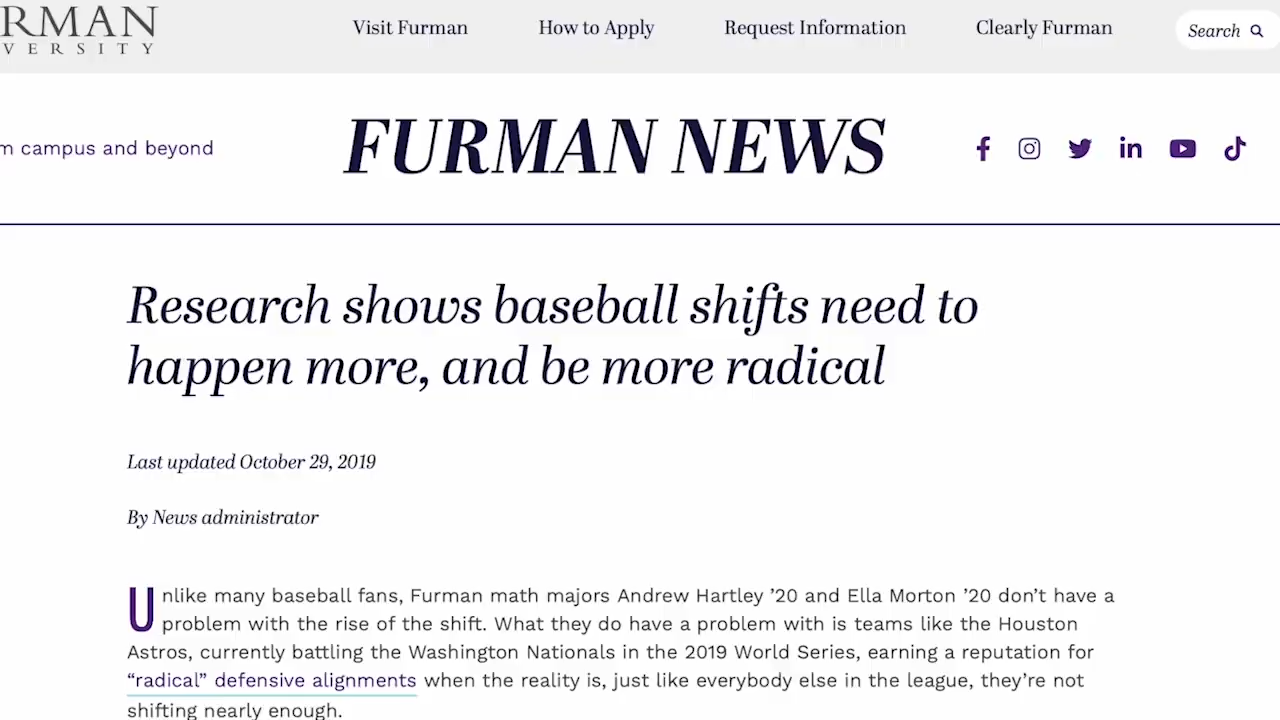 RMAN
VERSITY
Visit Furman
How to Apply
Request Information
Clearly Furman
Search
m campus and beyond
FURMAN NEWS
Research shows baseball shifts need to
happen more, and be more radical
Last updated October 29, 2019
By News administrator
Unlike many baseball fans, Furman math majors Andrew Hartley ’20 and Ella Morton ’20 don’t have a
problem with the rise of the shift. What they do have a problem with is teams like the Houston
Astros, currently battling the Washington Nationals in the 2019 World Series, earning a reputation for
“radical” defensive alignments when the reality is, just like everybody else in the league, they’re not
shifting nearly enough.